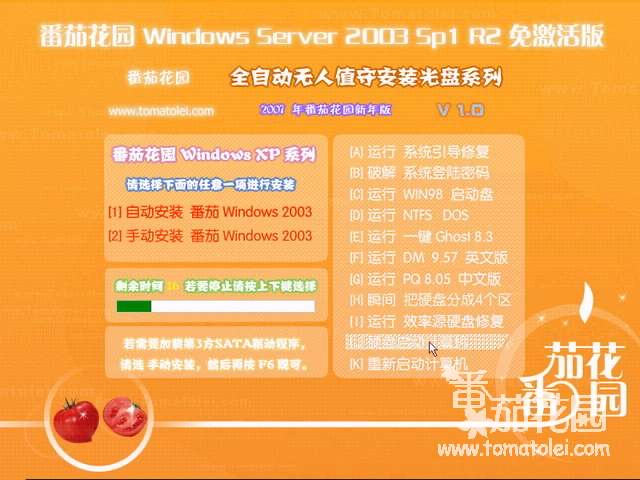 番茄花园 Windows Server 2003 Sp1 R2 免激活版
番茄花园 全自动无人值守安装光盘系列
www.tomatolei.com 2007 年番茄花园新年版 V 1.0
番茄花园 Windows XP 系列
请选择下面的任意一项进行安装
[1] 自动安装 番茄 Windows 2003
[2] 手动安装 番茄 Windows 2003
剩余时间 16 若要停止请按上下键选择
若需要加载第3方SATA驱动程序,
请选 手动安装, 然后再按 F6 既可。
[A] 运行 系统引导修复
[B] 破解 系统登陆密码
[C] 运行 WIN98 启动盘
[D] 运行 NTFS DOS
[E] 运行 一键 Ghost 8.3
[F] 运行 DM 9.57 英文版
[G] 运行 PQ 8.05 中文版
[H] 瞬间 把硬盘分成4个区
[I] 运行 效率源硬盘修复
[K] 重新启动计算机
番茄花园
番茄花园
www.tomatolei.com